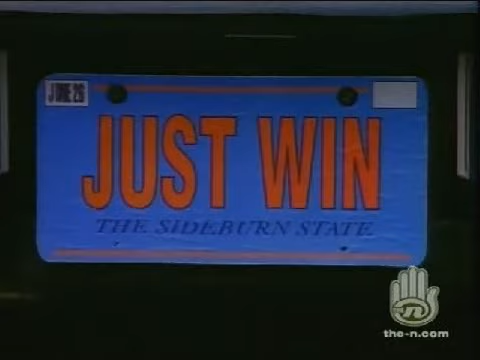 JUNE 26
JUST WIN
THE SIDEBURN STATE
n
the-n.com